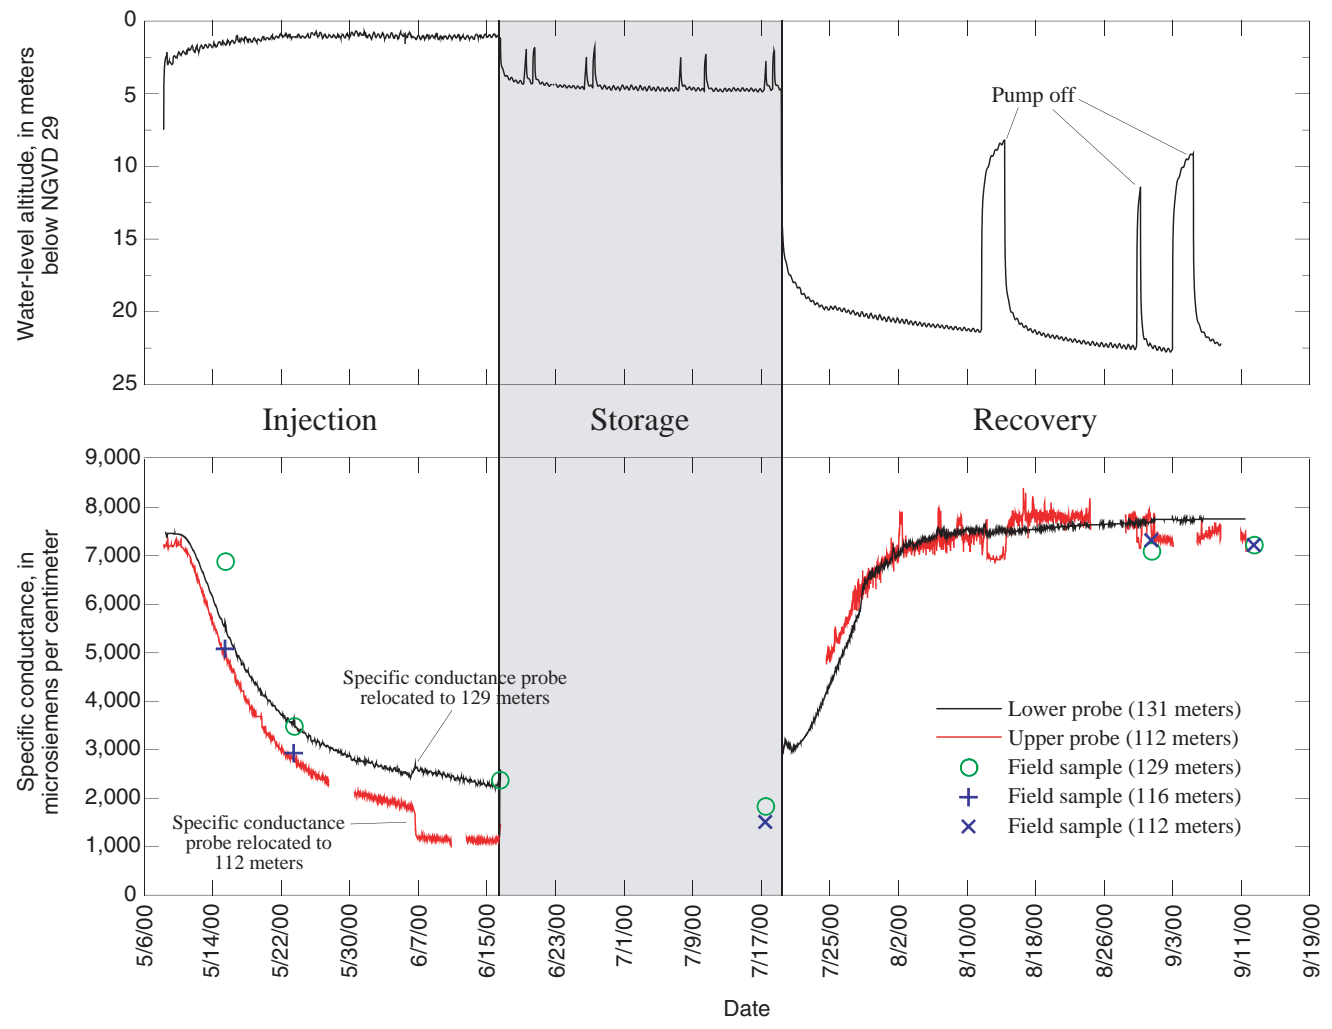 Water-level altitude, in meters
below NGVD 29
0
5
10
15
20
25
Pump off
Injection
Storage
Recovery
Specific conductance, in
microsiemens per centimeter
9,000
8,000
7,000
6,000
5,000
4,000
3,000
2,000
1,000
0
Specific conductance probe
relocated to 129 meters
Specific conductance
probe relocated to
112 meters
Lower probe (131 meters)
Upper probe (112 meters)
Field sample (129 meters)
Field sample (116 meters)
Field sample (112 meters)
5/6/00
5/14/00
5/22/00
5/30/00
6/7/00
6/15/00
6/23/00
7/1/00
7/9/00
7/17/00
7/25/00
8/2/00
8/10/00
8/18/00
8/26/00
9/3/00
9/11/00
9/19/00
Date